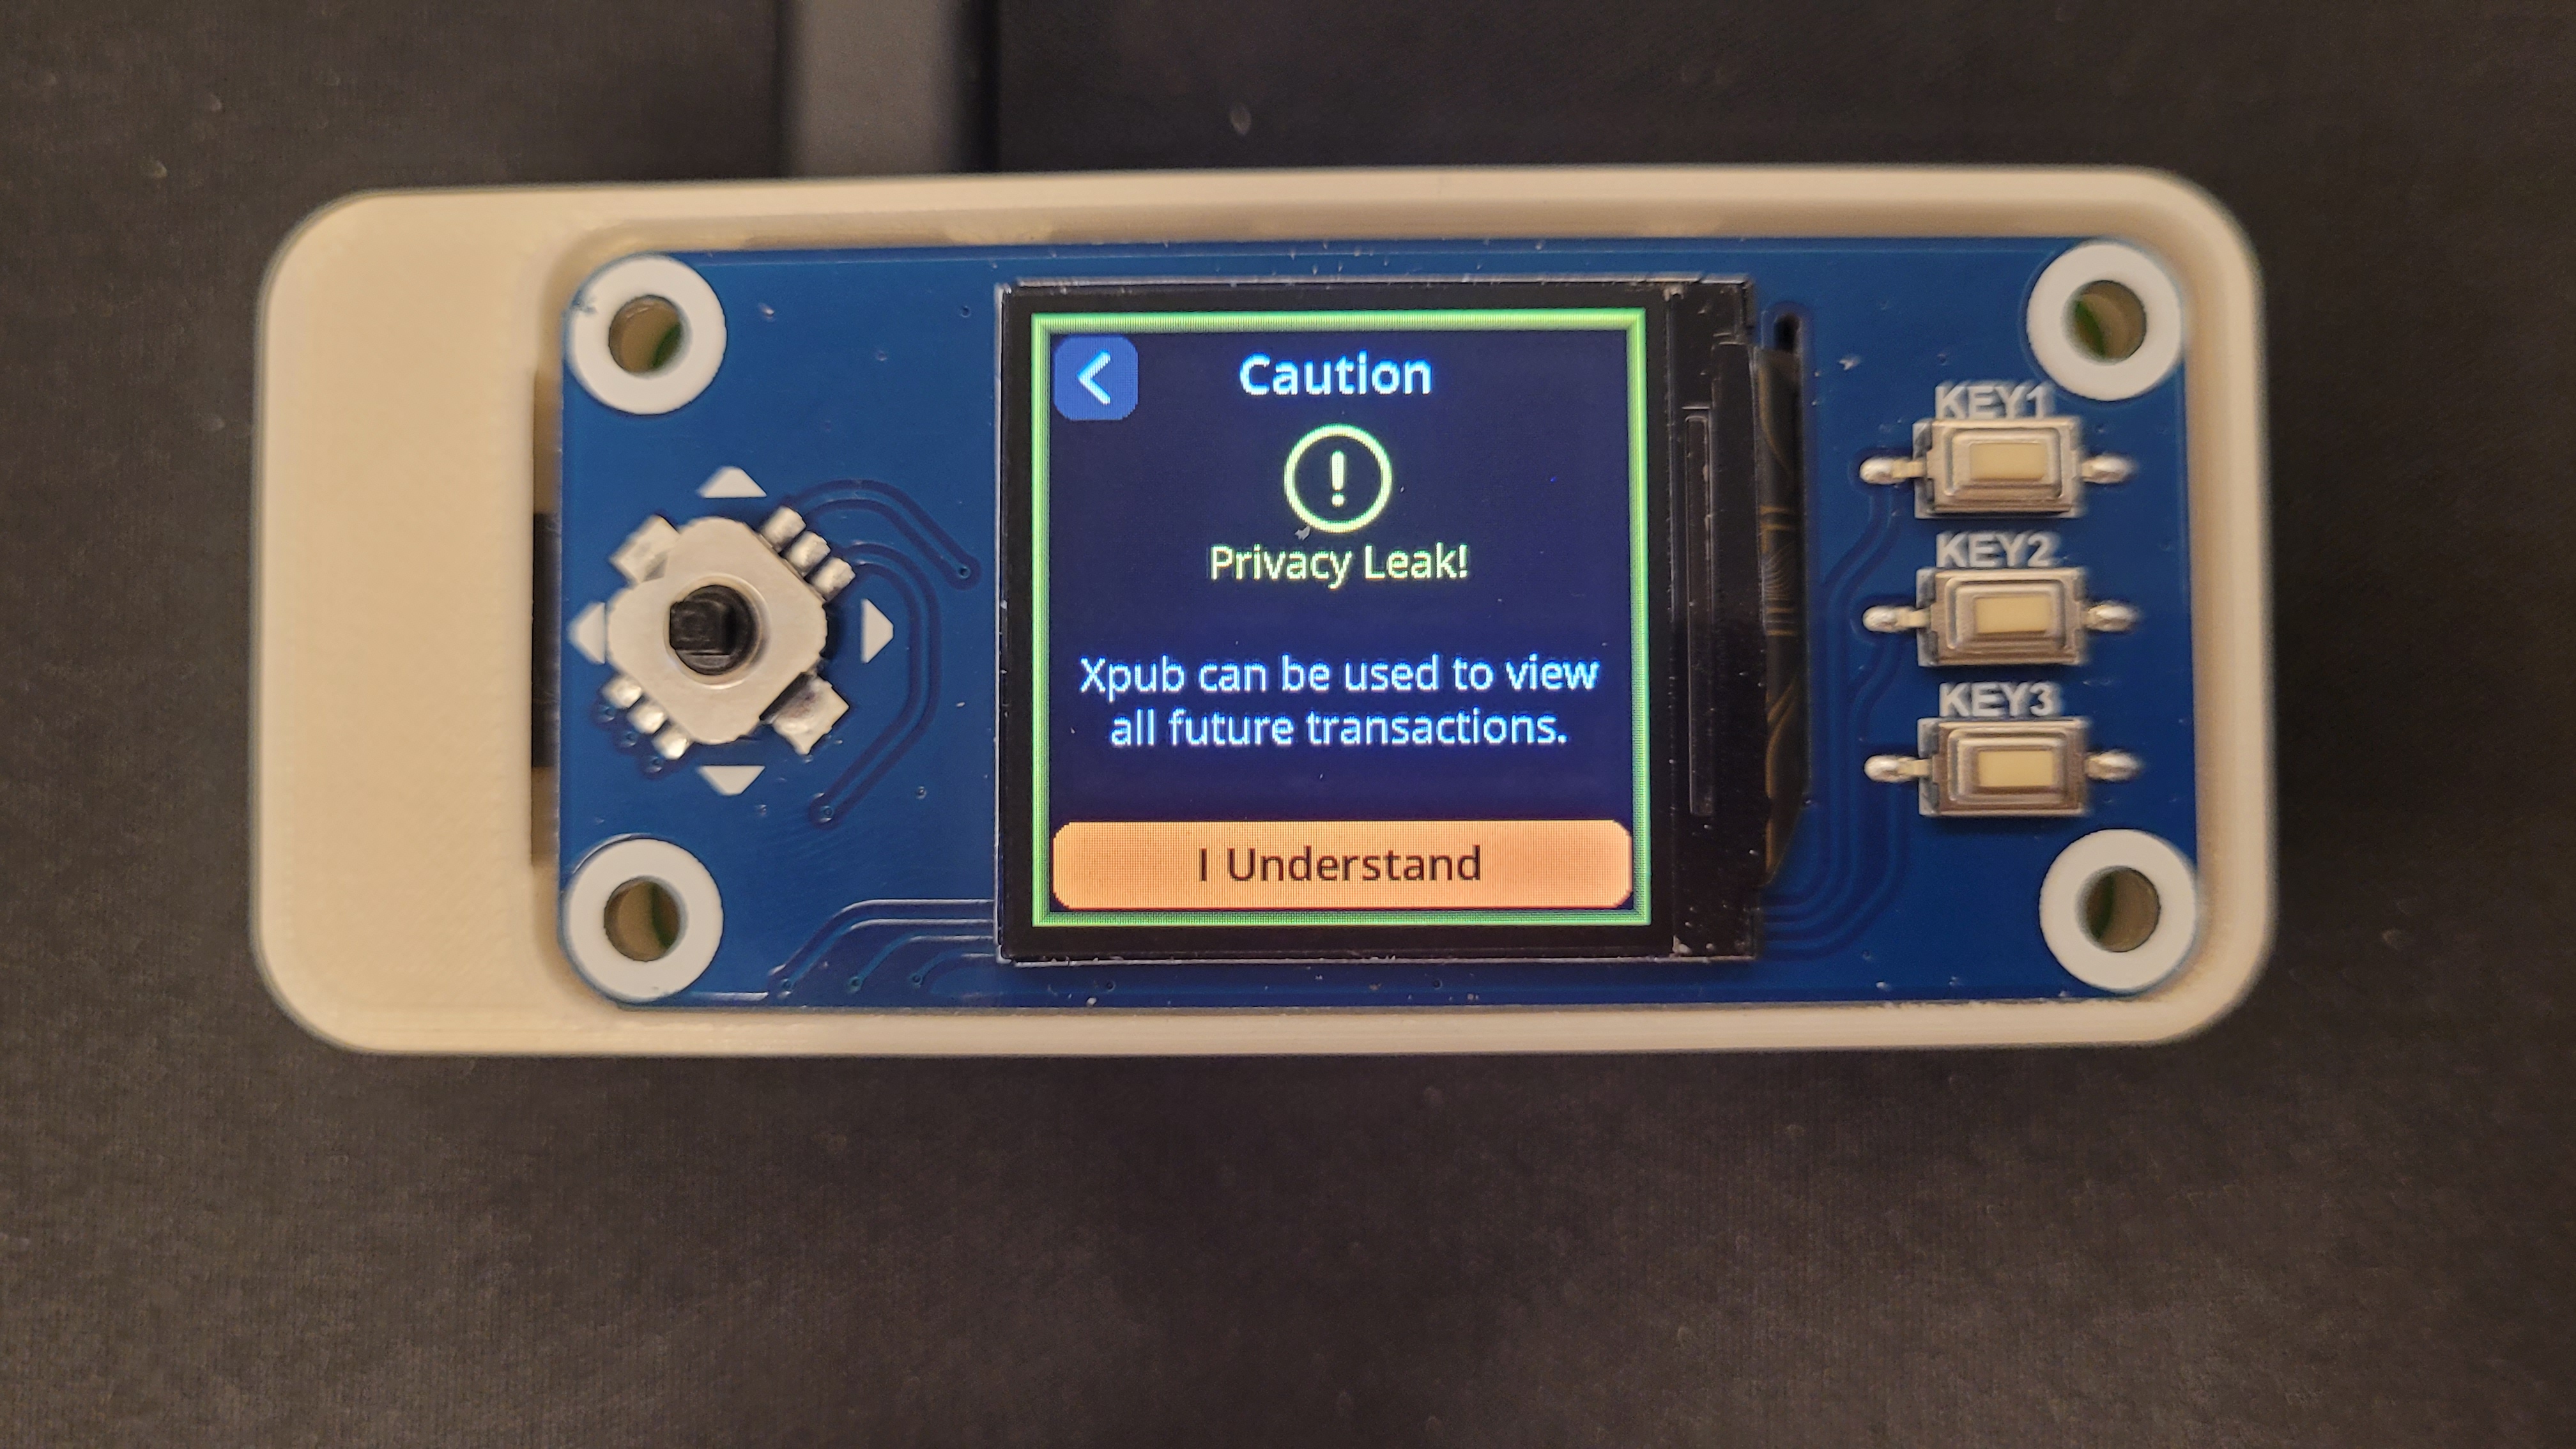 Caution
Privacy Leak!
Xpub can be used to view
all future transactions.
I Understand
KEY1
KEY2
KEY3